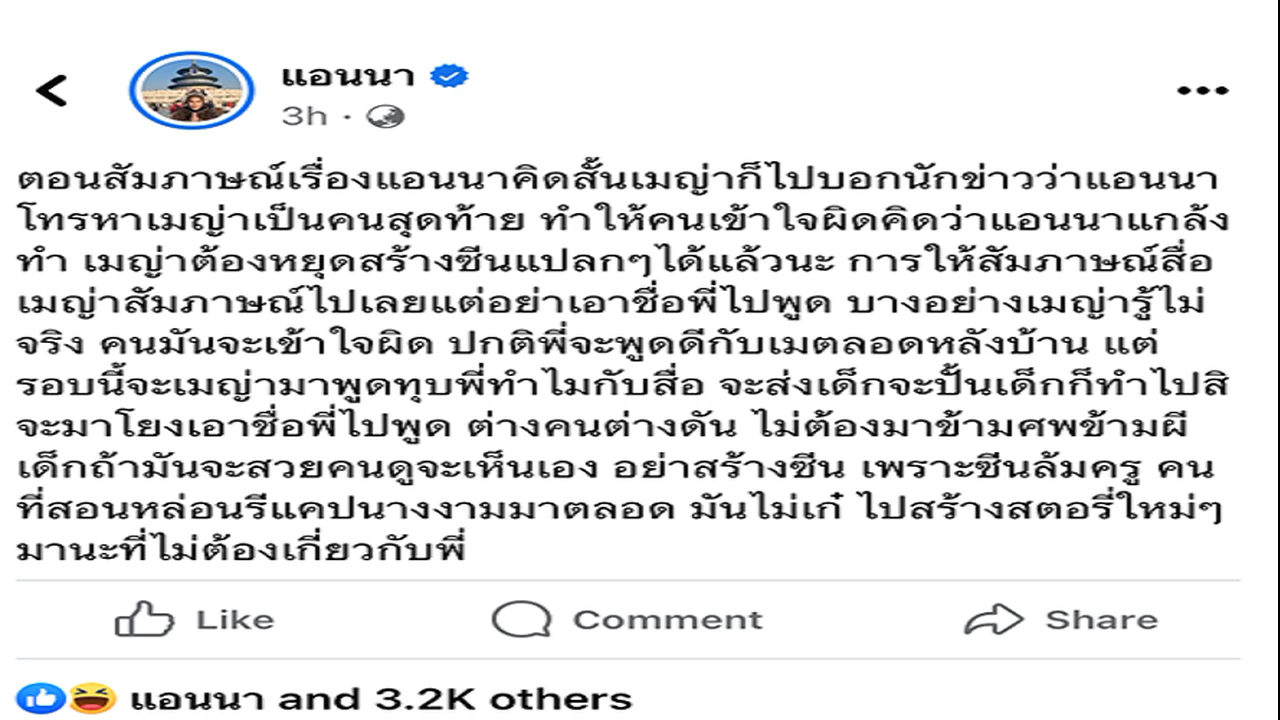 แอนนา
3h ·
ตอนสัมภาษณ์เรื่องแอนนาคิดสั้นเมญ่าก็ไปบอกนักข่าวว่าแอนนา
โทรหาเมญ่าเป็นคนสุดท้าย ทำให้คนเข้าใจผิดคิดว่าแอนนาแกล้ง
ทำ เมญ่าต้องหยุดสร้างซีนแปลกๆได้แล้วนะ การให้สัมภาษณ์สื่อ
เมญ่าสัมภาษณ์ไปเลยแต่อย่าเอาชื่อพี่ไปพูด บางอย่างเมญ่ารู้ไม่
จริง คนมันจะเข้าใจผิด ปกติพี่จะพูดดีกับเมตลอดหลังบ้าน แต่
รอบนี้จะเมญ่ามาพูดทุบพี่ทำไมกับสื่อ จะส่งเด็กจะปั้นเด็กก็ทำไปสิ
จะมาโยงเอาชื่อพี่ไปพูด ต่างคนต่างดัน ไม่ต้องมาข้ามศพข้ามผี
เด็กถ้ามันจะสวยคนดูจะเห็นเอง อย่าสร้างซีน เพราะซีนล้มครู คน
ที่สอนหล่อนรีแคปนางงามมาตลอด มันไม่เก๋ ไปสร้างสตอรี่ใหม่ๆ
มานะที่ไม่ต้องเกี่ยวกับพี่
Like Comment Share
แอนนา and 3.2K others